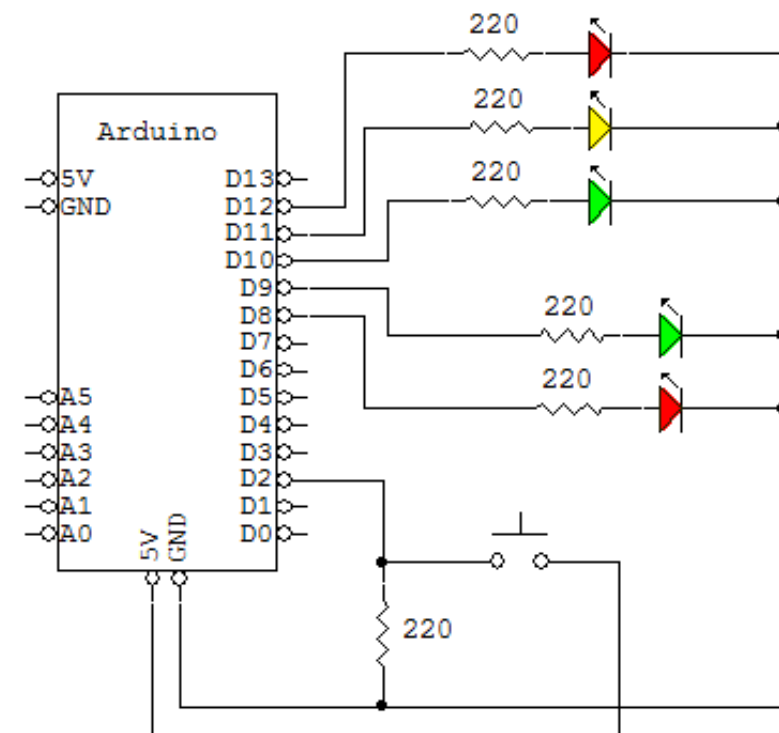 220
220
Arduino
220
5V D13
GND D12
D11
D10
D9
220
D8
D7
D6
220
A5 D5
A4 D4
A3 D3
A2 D2
A1 D1
A0 D0
5V
GND
220